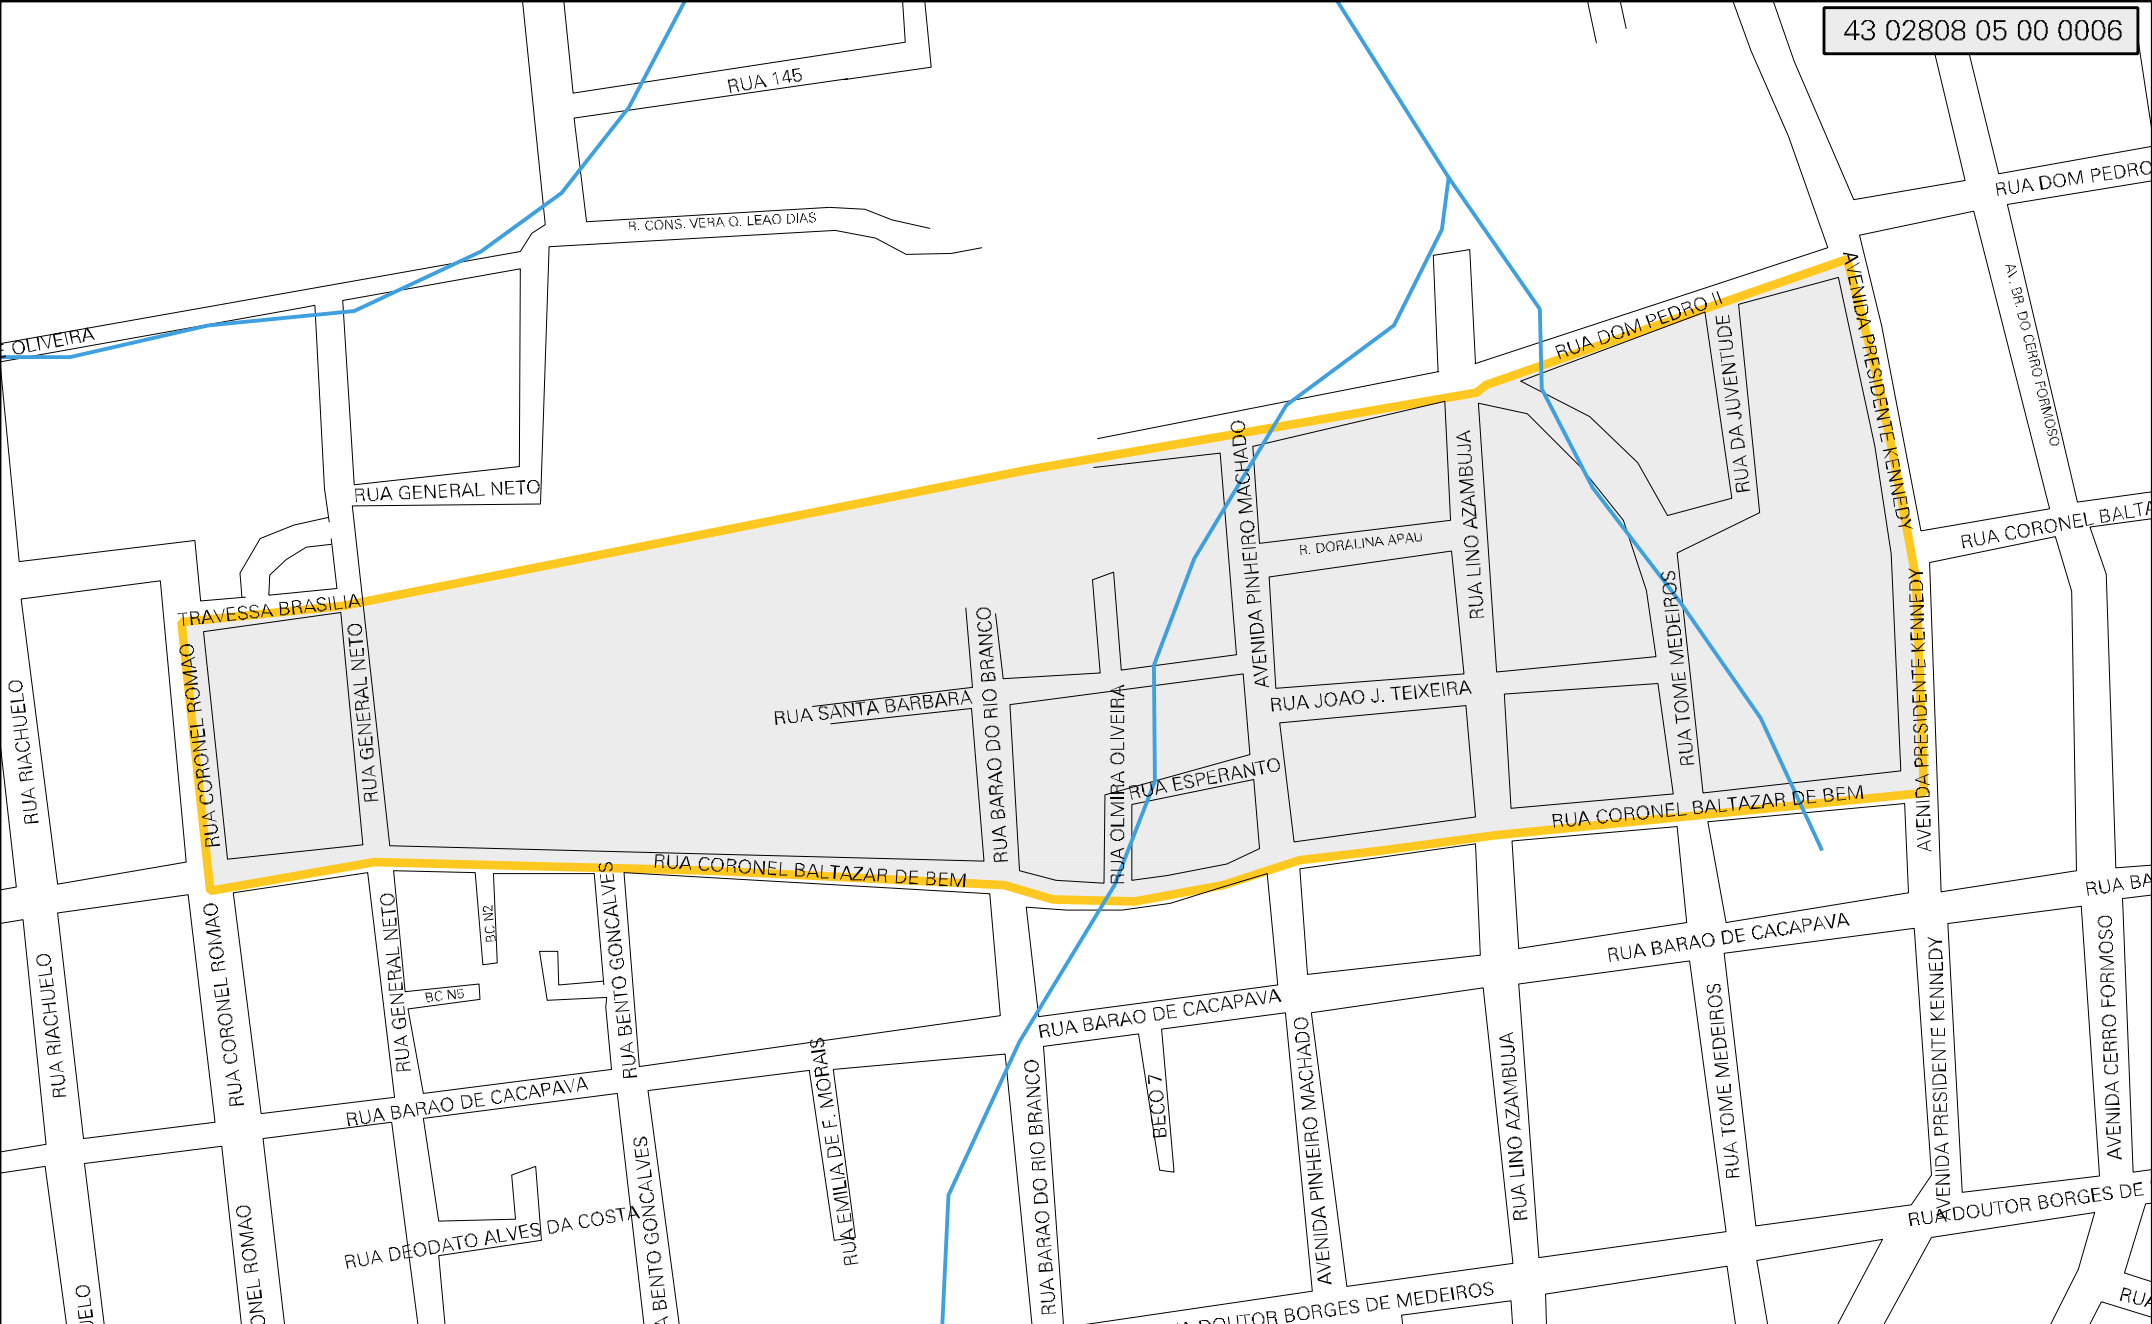 43 02808 05 00 0006
RUA 145
RUA DOM PEDRO
R. CONS. VERA Q. LEAO DIAS
OLIVEIRA
AV. BR. DO CERRO FORMOSO
AVENIDA PRESIDENTE KENNEDY
RUA DOM PEDRO II
RUA DA JUVENTUDE
RUA GENERAL NETO
AVENIDA PINHEIRO MACHADO
RUA LINO AZAMBUJA
R. DORALINA APAU
RUA CORONEL BALTA
TRAVESSA BRASILIA
RUA CORONEL ROMAO
RUA GENERAL NETO
RUA RIACHUELO
RUA SANTA BARBARA
RUA BARAO DO RIO BRANCO
RUA OLMIRA OLIVEIRA
RUA JOAO J. TEIXEIRA
RUA TOME MEDEIROS
AVENIDA PRESIDENTE KENNEDY
RUA ESPERANTO
RUA CORONEL BALTAZAR DE BEM
RUA CORONEL BALTAZAR DE BEM
RUA BA
RUA RIACHUELO
RUA CORONEL ROMAO
RUA GENERAL NETO
BC N2
BC N5
RUA BENTO GONCALVES
RUA BARAO DE CACAPAVA
RUA BARAO DE CACAPAVA
RUA BARAO DE CACAPAVA
RUA EMILIA DE F. MORAIS
RUA BARAO DO RIO BRANCO
BECO 7
AVENIDA PINHEIRO MACHADO
RUA LINO AZAMBUJA
RUA TOME MEDEIROS
AVENIDA PRESIDENTE KENNEDY
AVENIDA CERRO FORMOSO
RUA DEODATO ALVES DA COSTA
A BENTO GONCALVES
ONEL ROMAO
UELO
RUA DOUTOR BORGES DE
DOUTOR BORGES DE MEDEIROS
RUA